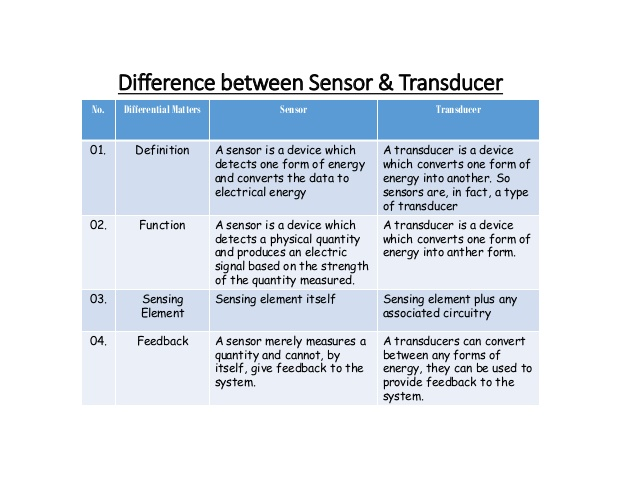 Difference between Sensor & Transducer
No. Differential Matters Sensor Transducer
01. Definition A sensor is a device which
detects one form of energy
and converts the data to
electrical energy
A transducer is a device
which converts one form of
energy into another. So
sensors are, in fact, a type
of transducer
02. Function A sensor is a device which
detects a physical quantity
and produces an electric
signal based on the strength
of the quantity measured.
A transducer is a device
which converts one form of
energy into anther form.
03. Sensing
Element
Sensing element itself
Sensing element plus any
associated circuitry
04. Feedback A sensor merely measures a
quantity and cannot, by
itself, give feedback to the
system.
A transducers can convert
between any forms of
energy, they can be used to
provide feedback to the
system.